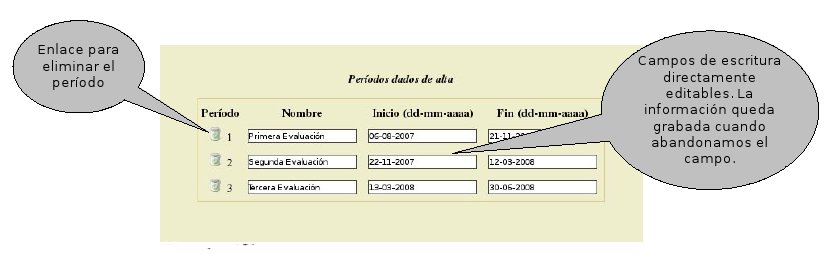 Enlace para
eliminar el
período
Períodos dados de alta
Período Nombre Inicio (dd-mm-aaaa) Fin (dd-mm-aaaa)
1 Primera Evaluación 06-08-2007 21-11-
2 Segunda Evaluación 22-11-2007 12-03-2008
3 Tercera Evaluación 13-03-2008 30-06-2008
Campos de escritura
directamente
editables. La
información queda
grabada cuando
abandonamos el
campo.